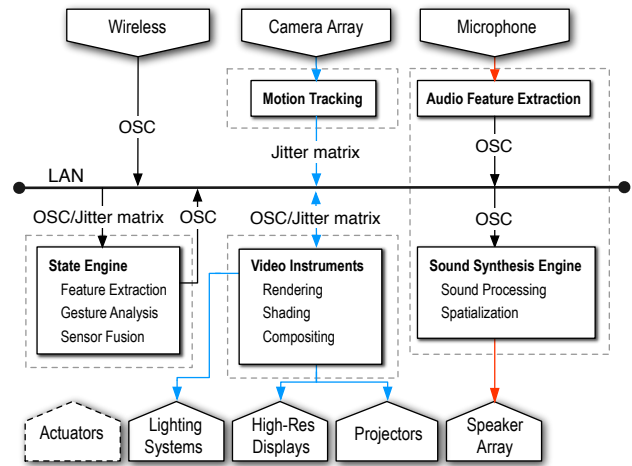 Wireless
Camera Array
Microphone
Motion Tracking
Audio Feature Extraction
OSC
Jitter matrix
OSC
LAN
OSC/Jitter matrix
OSC
OSC/Jitter matrix
OSC
State Engine
Feature Extraction
Gesture Analysis
Sensor Fusion
Video Instruments
Rendering
Shading
Compositing
Sound Synthesis Engine
Sound Processing
Spatialization
Actuators
Lighting
Systems
High-Res
Displays
Projectors
Speaker
Array